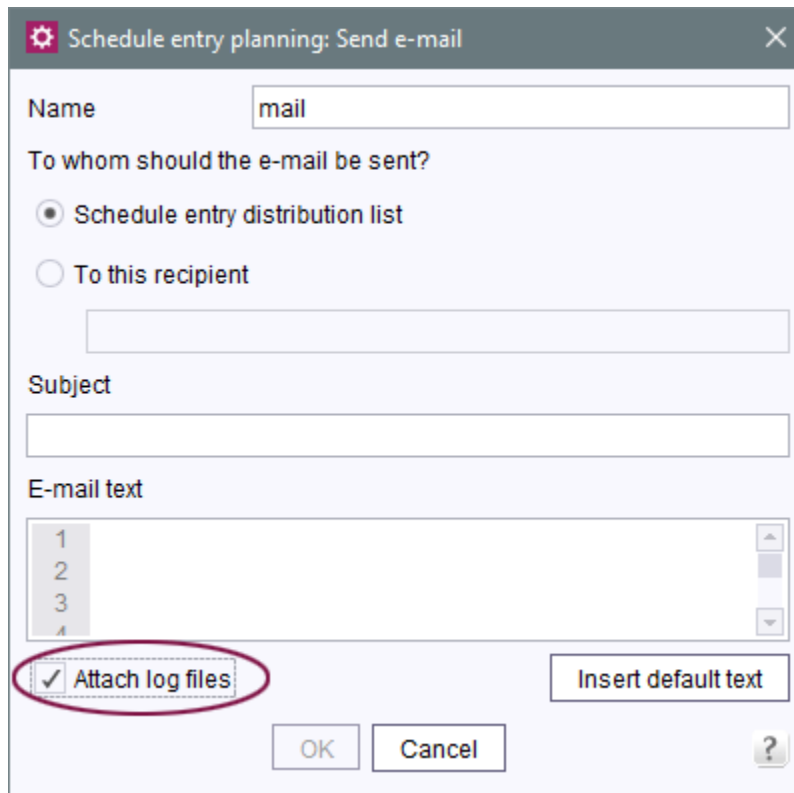 Schedule entry planning: Send e-mail
Name mail
To whom should the e-mail be sent?
Schedule entry distribution list
To this recipient
Subject
E-mail text
1
2
3
4
Attach log files Insert default text
OK Cancel ?